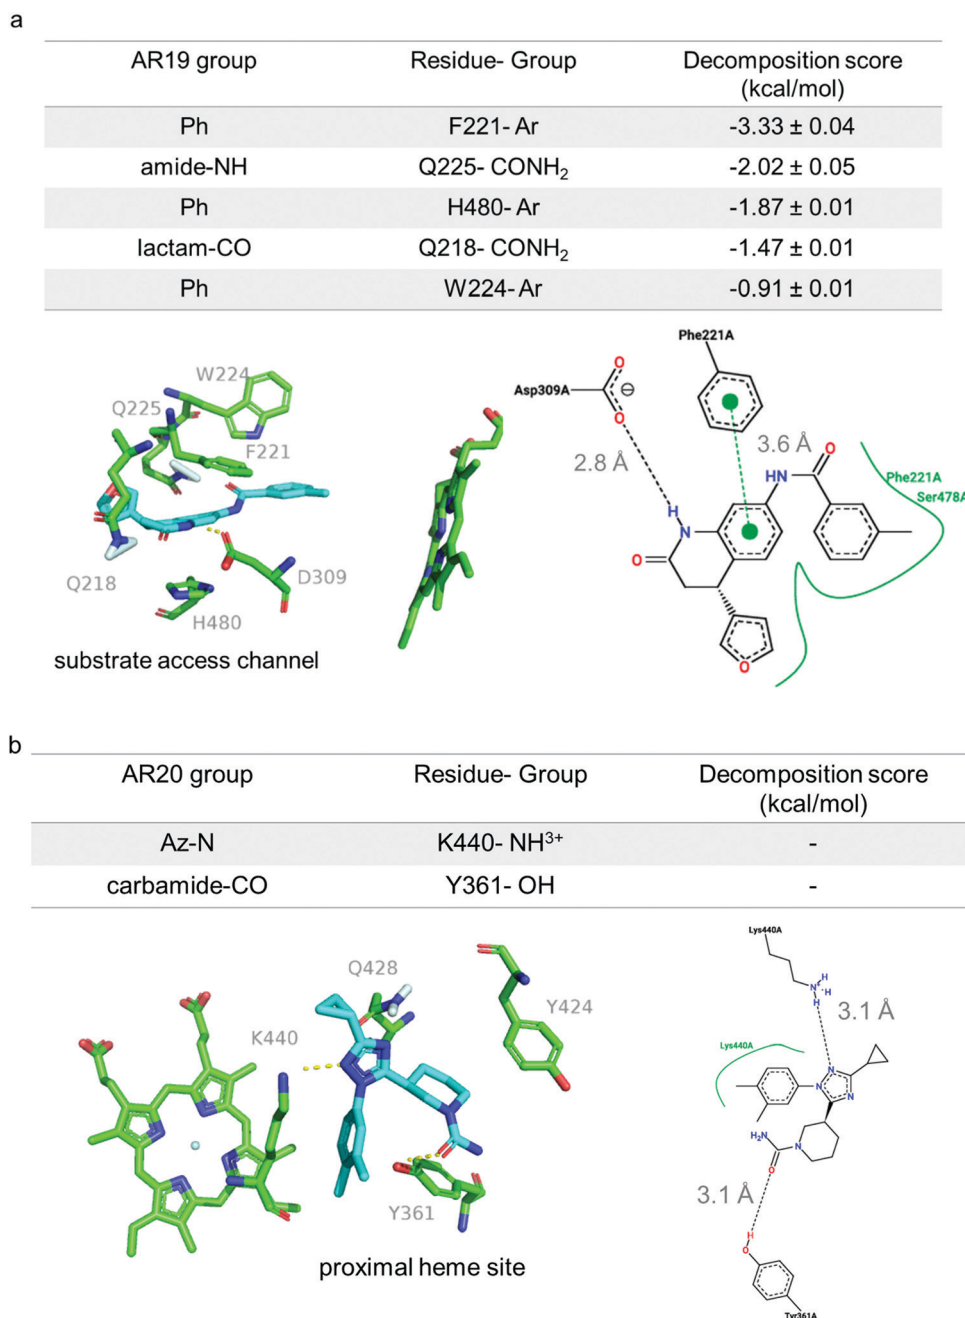 a
AR19 group Residue- Group Decomposition score
(kcal/mol)
Ph F221- Ar -3.33 ± 0.04
amide-NH Q225- CONH₂ -2.02 ± 0.05
Ph H480- Ar -1.87 ± 0.01
lactam-CO Q218- CONH₂ -1.47 ± 0.01
Ph W224- Ar -0.91 ± 0.01
W224
Q225
F221
Q218
D309
H480
substrate access channel
Phe221A
Asp309A
O
⊖
O
2.8 Å
3.6 Å
O
HN
Phe221A
Ser478A
H
N
O
O
b
AR20 group Residue- Group Decomposition score
(kcal/mol)
Az-N K440- NH³⁺ -
carbamide-CO Y361- OH -
Q428
Y424
K440
Y361
proximal heme site
Lys440A
H
N⁺ H
H
3.1 Å
Lys440A
N
N
N
H₂N
N
O
3.1 Å
H
O
Tyr361A